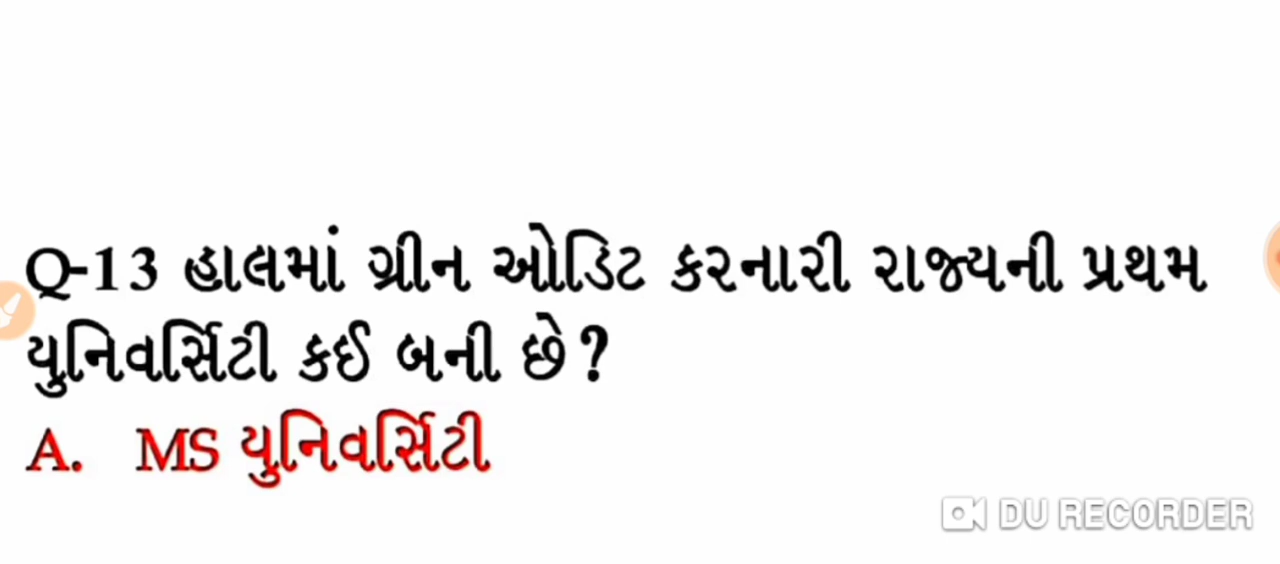 Q-13 હાલમાં ગ્રીન ઓડિટ કરનારી રાજ્યની પ્રથમ
યુનિવર્સિટી કઈ બની છે?
A. MS યુનિવર્સિટી
DU RECORDER